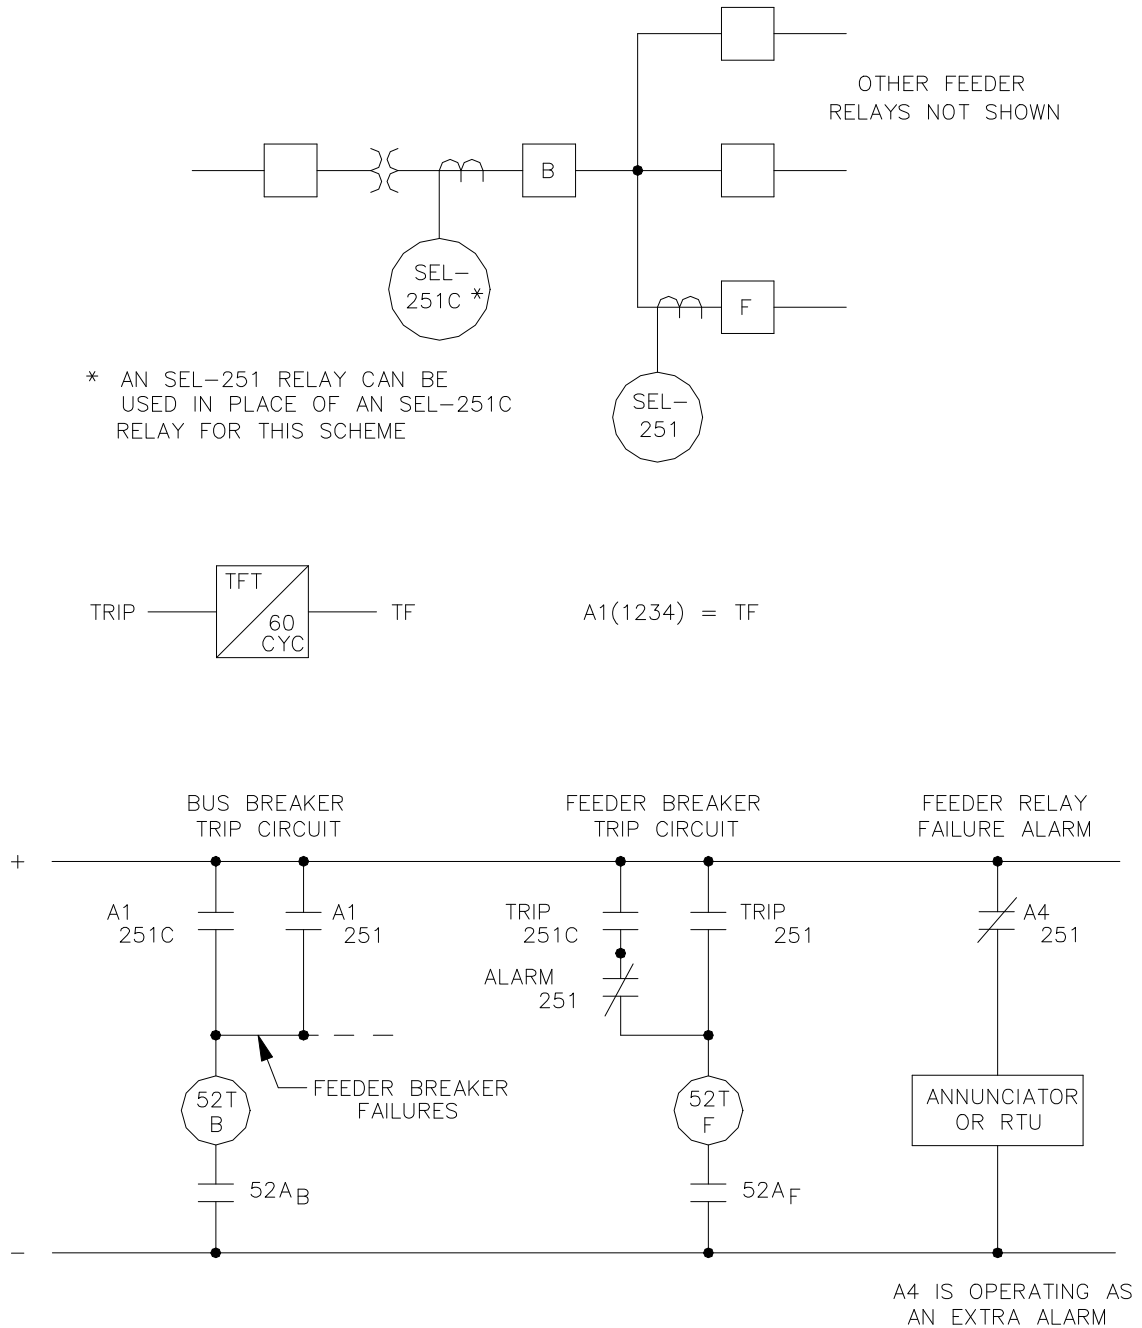 OTHER FEEDER
RELAYS NOT SHOWN
B
SEL-
251C *
F
* AN SEL-251 RELAY CAN BE
USED IN PLACE OF AN SEL-251C
RELAY FOR THIS SCHEME
SEL-
251
TRIP
TFT
60
CYC
TF
A1(1234) = TF
BUS BREAKER
TRIP CIRCUIT
FEEDER BREAKER
TRIP CIRCUIT
FEEDER RELAY
FAILURE ALARM
+
A1
251C
A1
251
TRIP
251C
TRIP
251
A4
251
ALARM
251
FEEDER BREAKER
FAILURES
52T
B
52T
F
ANNUNCIATOR
OR RTU
52AB
52AF
-
A4 IS OPERATING AS
AN EXTRA ALARM